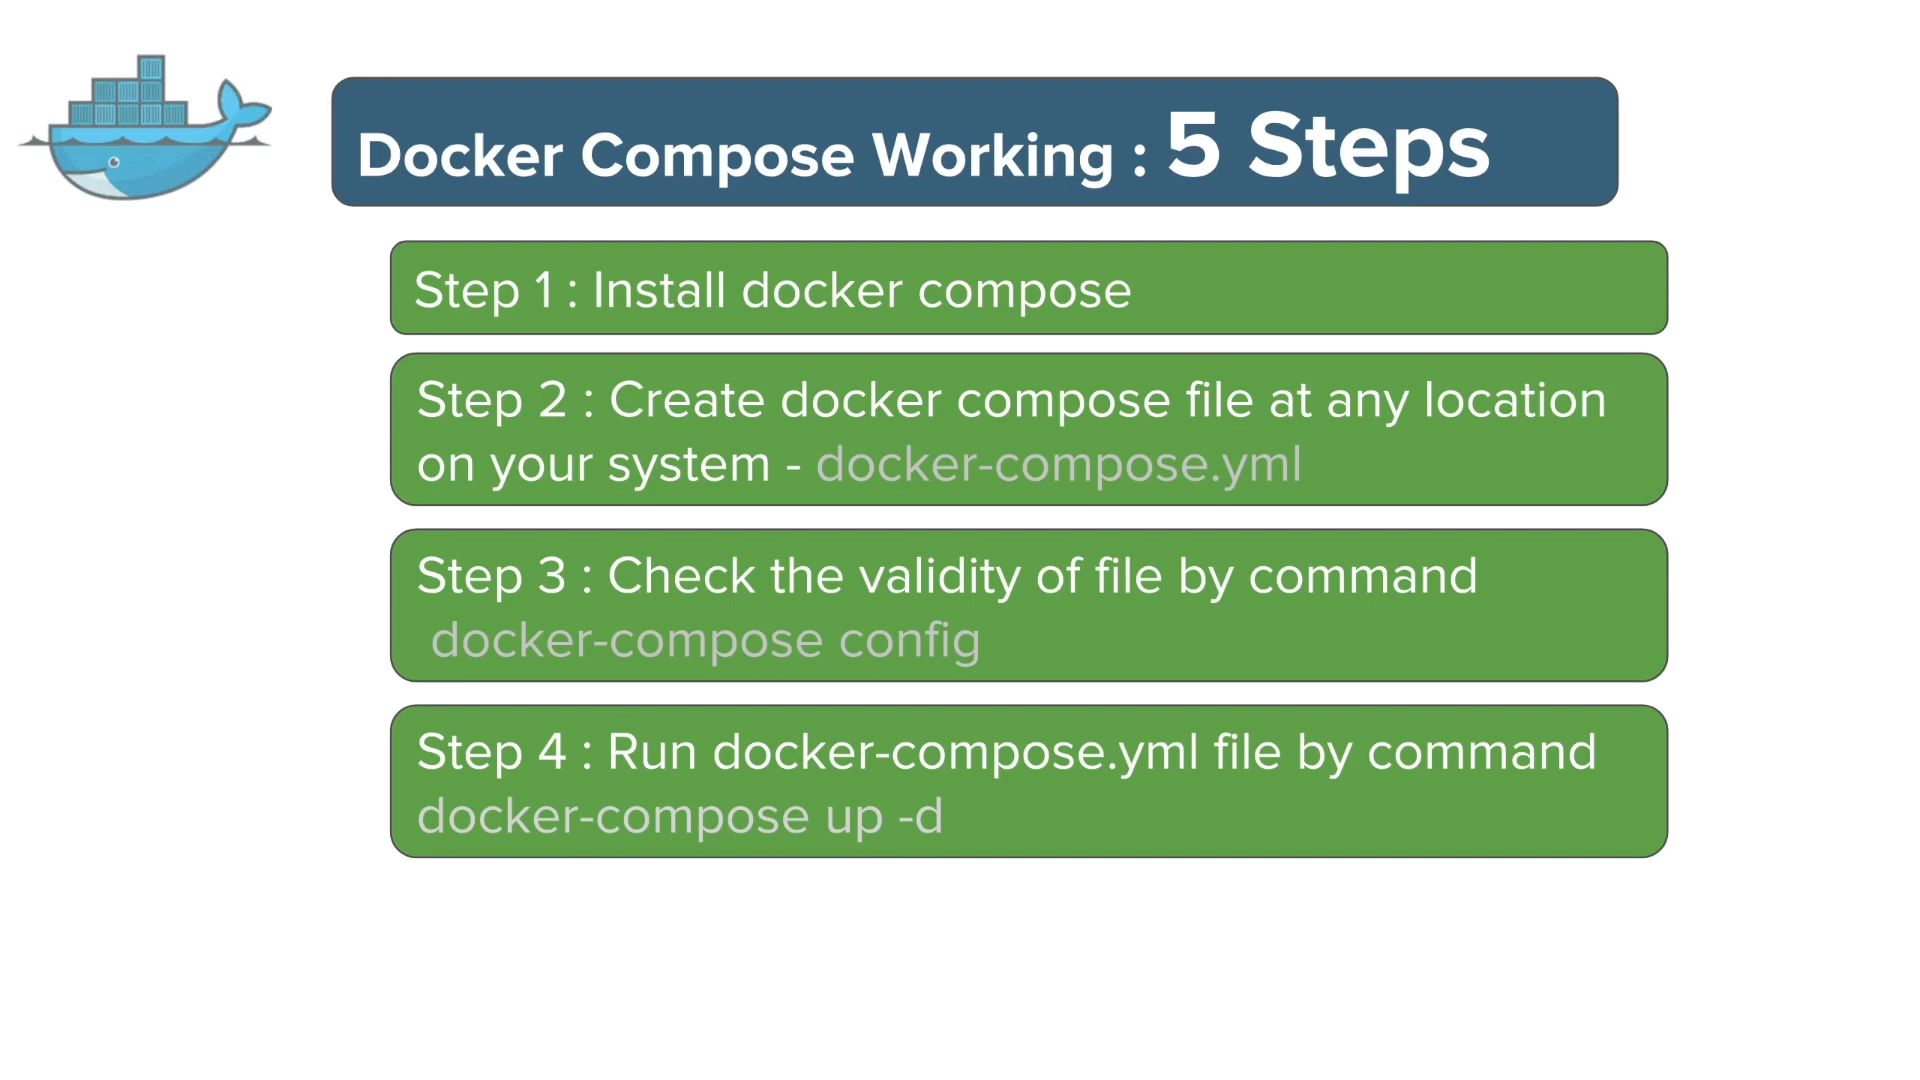 Docker Compose Working : 5 Steps
Step 1 : Install docker compose
Step 2 : Create docker compose file at any location
on your system - docker-compose.yml
Step 3 : Check the validity of file by command
docker-compose config
Step 4 : Run docker-compose.yml file by command
docker-compose up -d